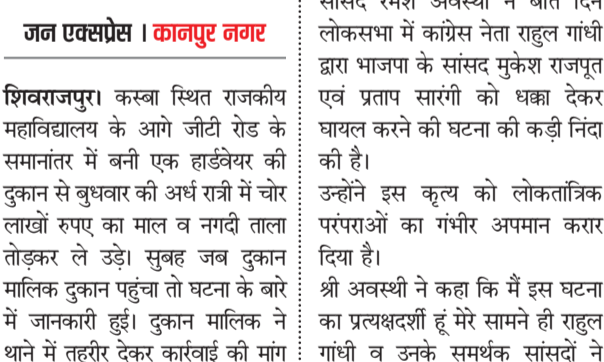 जन एक्सप्रेस । कानपुर नगर
शिवराजपुर। कस्बा स्थित राजकीय
महाविद्यालय के आगे जीटी रोड के
समानांतर में बनी एक हार्डवेयर की
दुकान से बुधवार की अर्ध रात्री में चोर
लाखों रुपए का माल व नगदी ताला
तोड़कर ले उड़े। सुबह जब दुकान
मालिक दुकान पहुंचा तो घटना के बारे
में जानकारी हुई। दुकान मालिक ने
थाने में तहरीर देकर कार्रवाई की मांग
सांसद रमेश अवस्थी ने बीते दिन
लोकसभा में कांग्रेस नेता राहुल गांधी
द्वारा भाजपा के सांसद मुकेश राजपूत
एवं प्रताप सारंगी को धक्का देकर
घायल करने की घटना की कड़ी निंदा
की है।
उन्होंने इस कृत्य को लोकतांत्रिक
परंपराओं का गंभीर अपमान करार
दिया है।
श्री अवस्थी ने कहा कि मैं इस घटना
का प्रत्यक्षदर्शी हूं मेरे सामने ही राहुल
गांधी व उनके समर्थक सांसदों ने